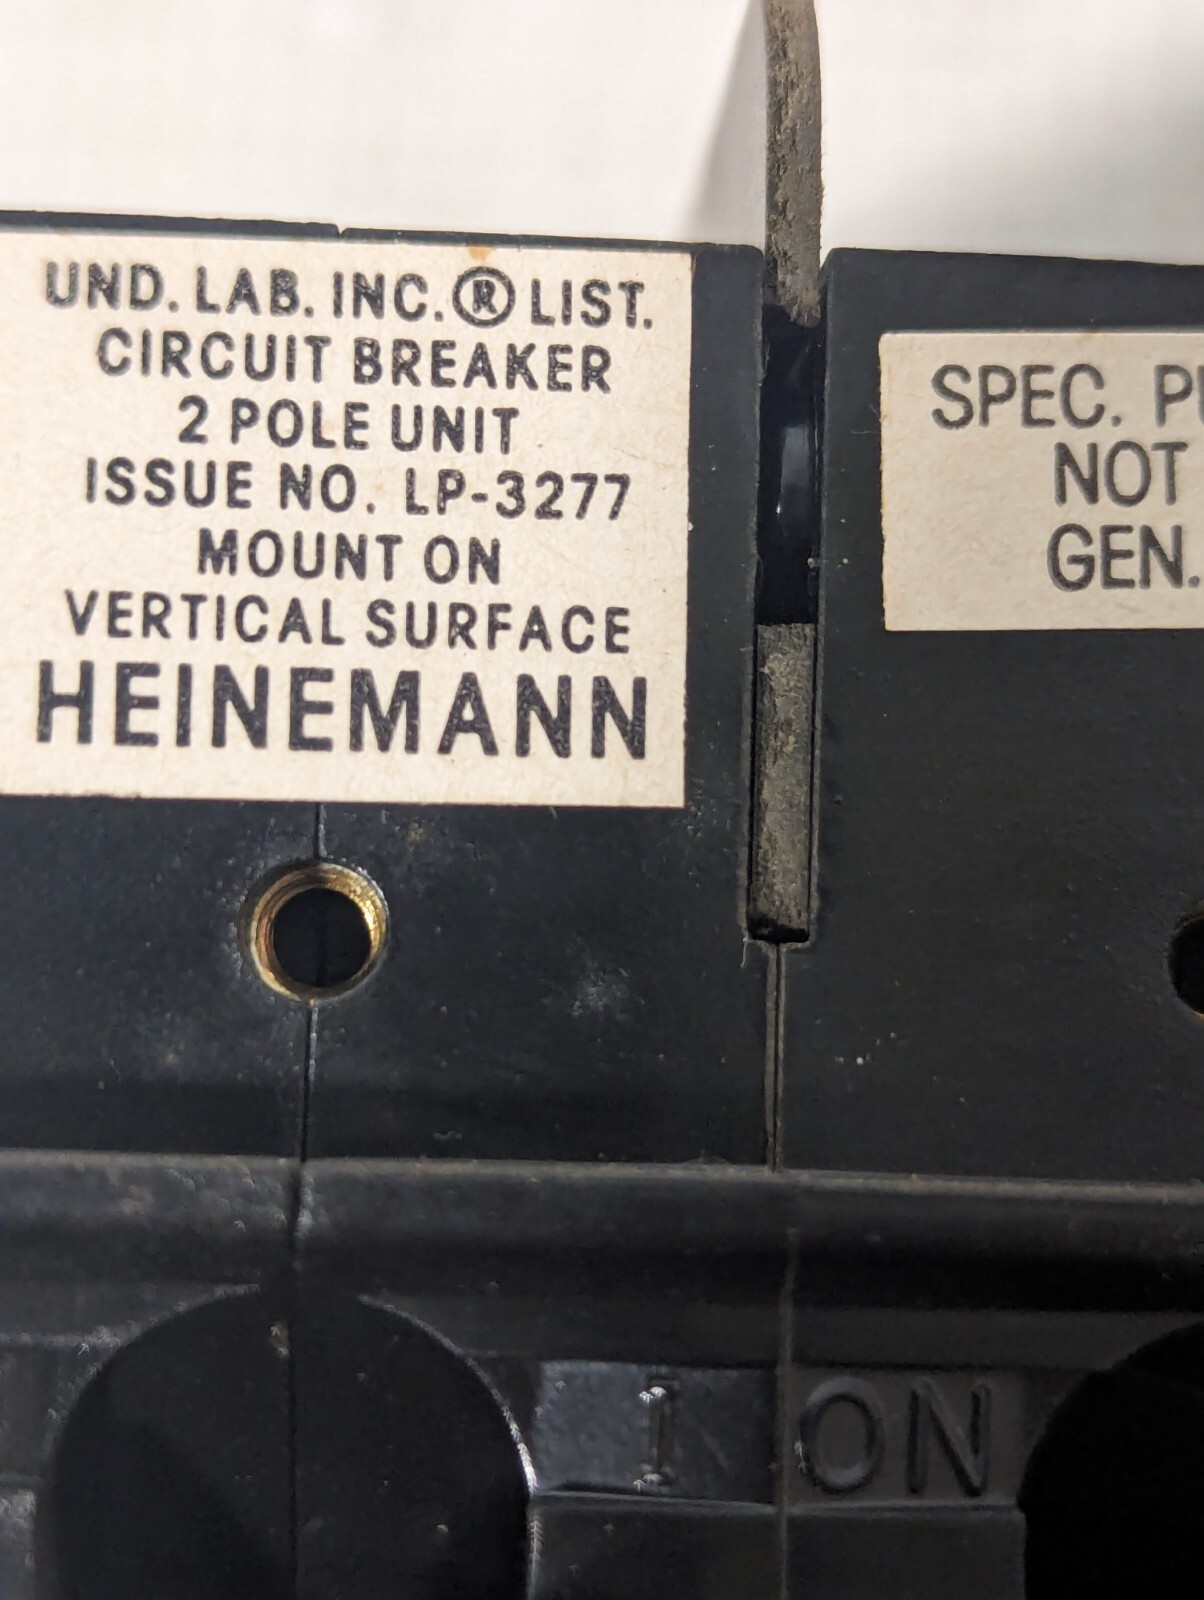 UND. LAB. INC.® LIST.
CIRCUIT BREAKER
2 POLE UNIT
ISSUE NO. LP-3277
MOUNT ON
VERTICAL SURFACE
HEINEMANN
SPEC.
NOT
GEN.
I ON